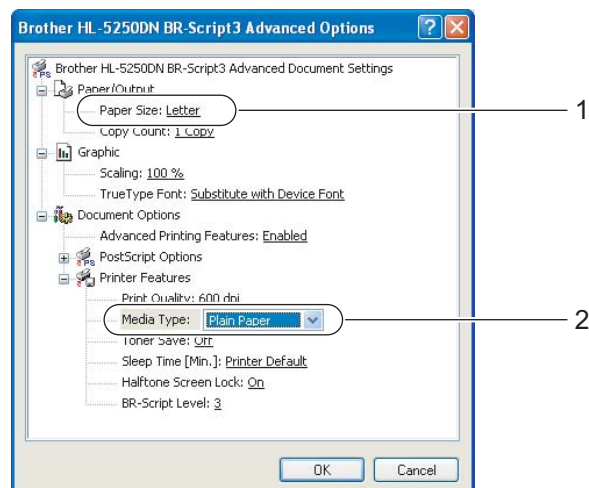 Brother HL-5250DN BR-Script3 Advanced Options
Brother HL-5250DN BR-Script3 Advanced Document Settings
Paper/Output
Paper Size: Letter
1
Copy Count: 1 Copy
Graphic
Scaling: 100 %
TrueType Font: Substitute with Device Font
Document Options
Advanced Printing Features: Enabled
PostScript Options
Printer Features
Print Quality: 600 dpi
Media Type: Plain Paper
2
Toner Save: Off
Sleep Time [Min.]: Printer Default
Halftone Screen Lock: On
BR-Script Level: 3
OK Cancel